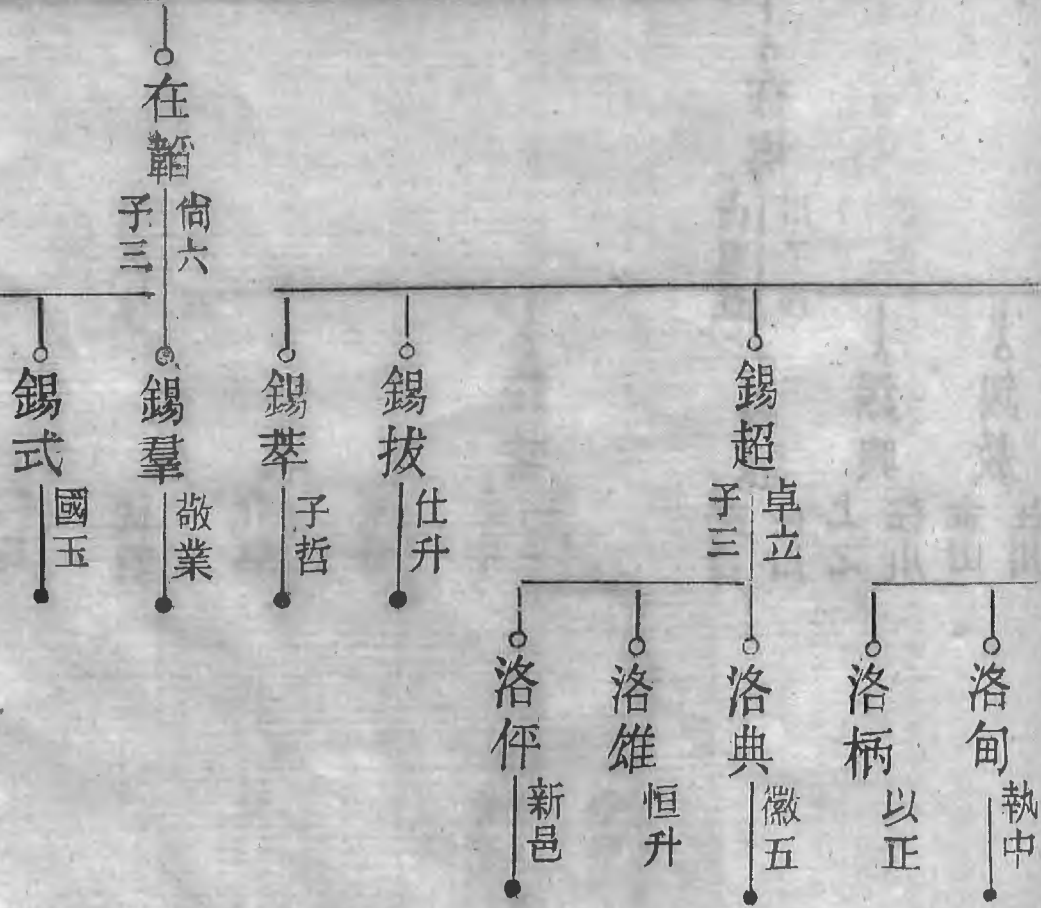 在韜
尙六
子三
錫超
卓立
子三
錫拔
仕升
錫萃
子哲
錫羣
敬業
錫式
國玉
洛甸
執中
洛柄
以正
洛典
徽五
洛雄
恒升
洛伻
新邑